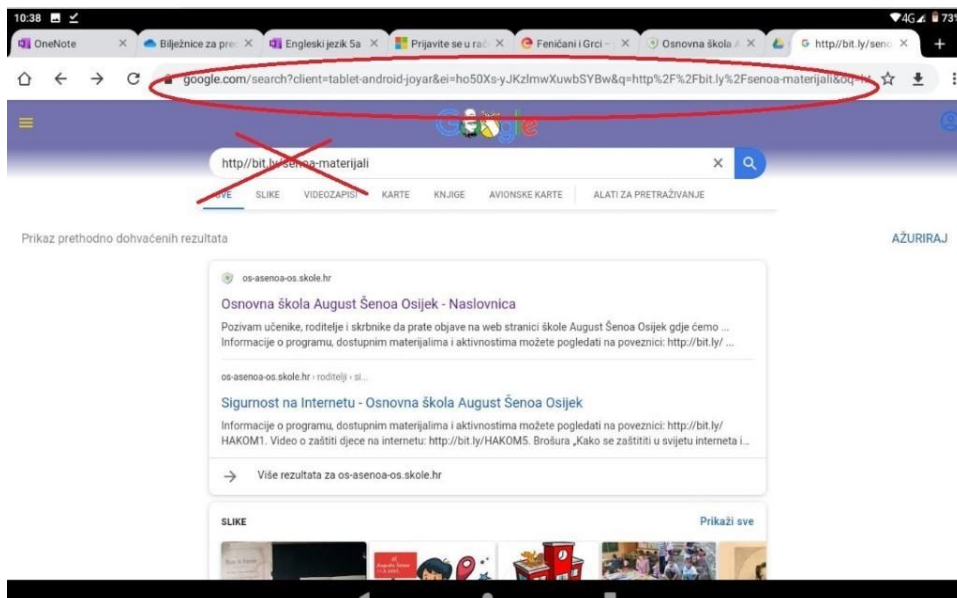 10:38
4G 73%
OneNote
Bilježnice za pred
Engleski jezik 5a
Prijavite se u rač
Feničani i Grci –
Osnovna škola A
http//bit.ly/seno
google.com/search?client=tablet-android-joyar&ei=ho50Xs-yJKzlmwXuwbSYBw&q=http%2F%2Fbit.ly%2Fsenoa-materijali&oq=ht
Google
http//bit.ly/senoa-materijali
SVE SLIKE VIDEOZAPISI KARTE KNJIGE AVIONSKE KARTE ALATI ZA PRETRAŽIVANJE
Prikaz prethodno dohvaćenih rezultata
AŽURIRAJ
os-asenoa-os.skole.hr
Osnovna škola August Šenoa Osijek - Naslovnica
Pozivam učenike, roditelje i skrbnike da prate objave na web stranici škole August Šenoa Osijek gdje ćemo ...
Informacije o programu, dostupnim materijalima i aktivnostima možete pogledati na poveznici: http://bit.ly/ ...
os-asenoa-os.skole.hr › roditelji › si...
Sigurnost na Internetu - Osnovna škola August Šenoa Osijek
Informacije o programu, dostupnim materijalima i aktivnostima možete pogledati na poveznici: http://bit.ly/
HAKOM1. Video o zaštiti djece na internetu: http://bit.ly/HAKOM5. Brošura „Kako se zaštititi u svijetu interneta i...
Više rezultata za os-asenoa-os.skole.hr
SLIKE
Prikaži sve